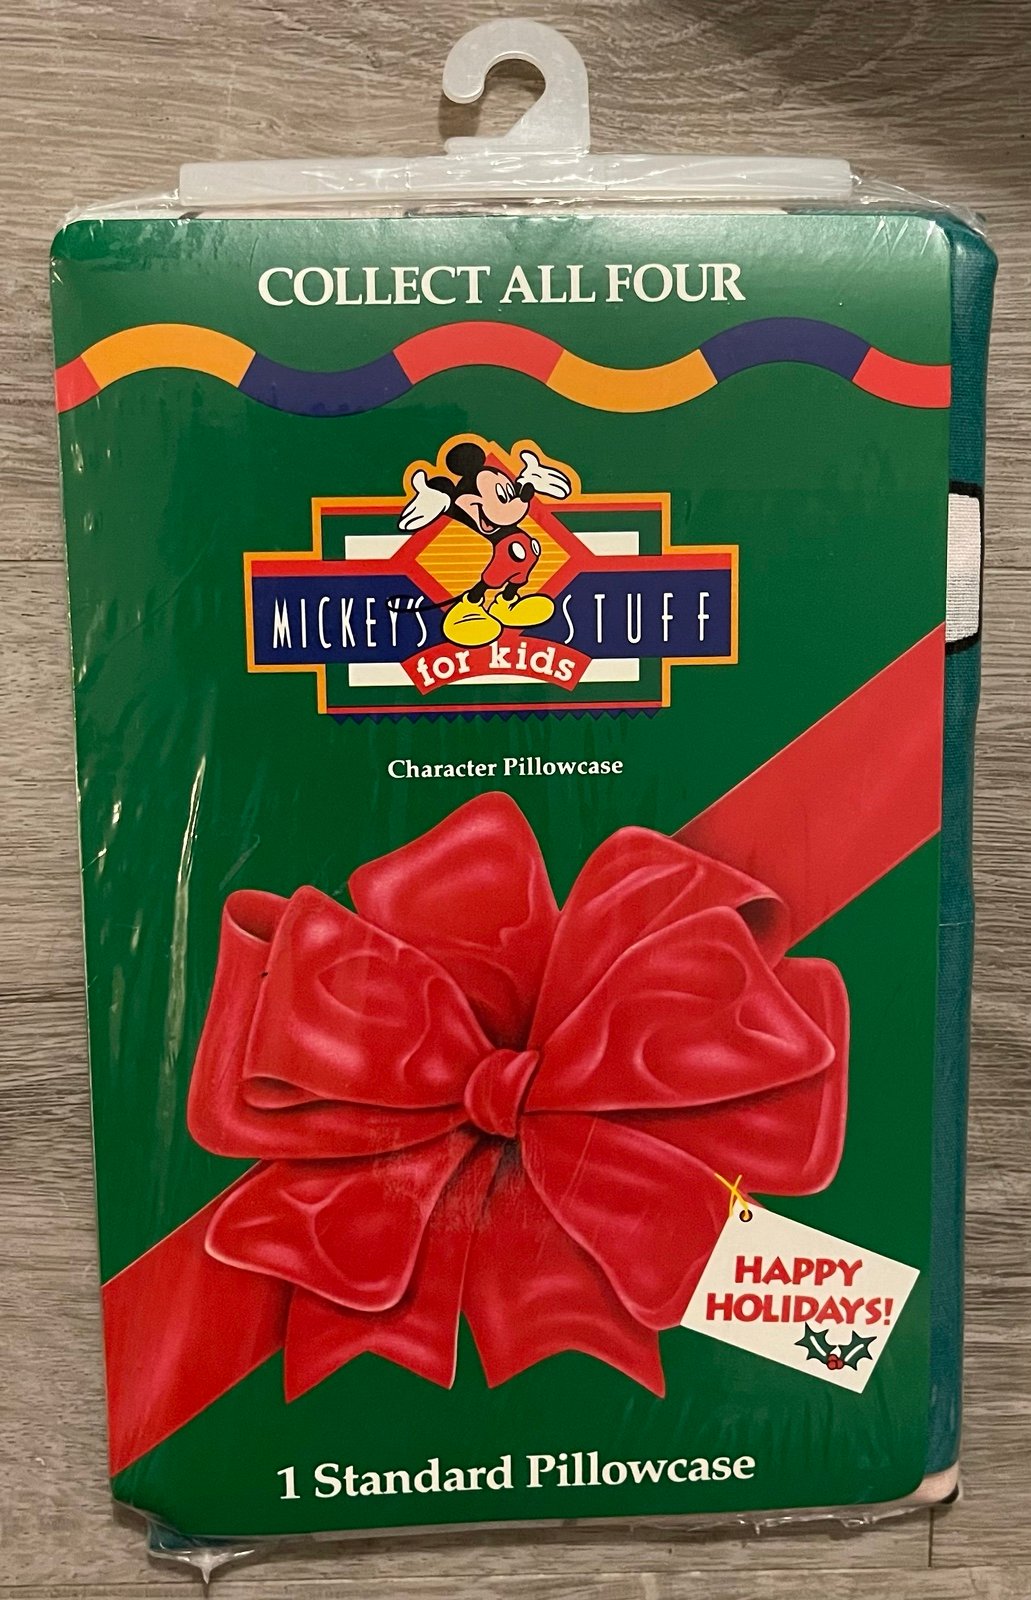 COLLECT ALL FOUR
MICKEY'S STUFF
for kids
Character Pillowcase
HAPPY
HOLIDAYS!
1 Standard Pillowcase